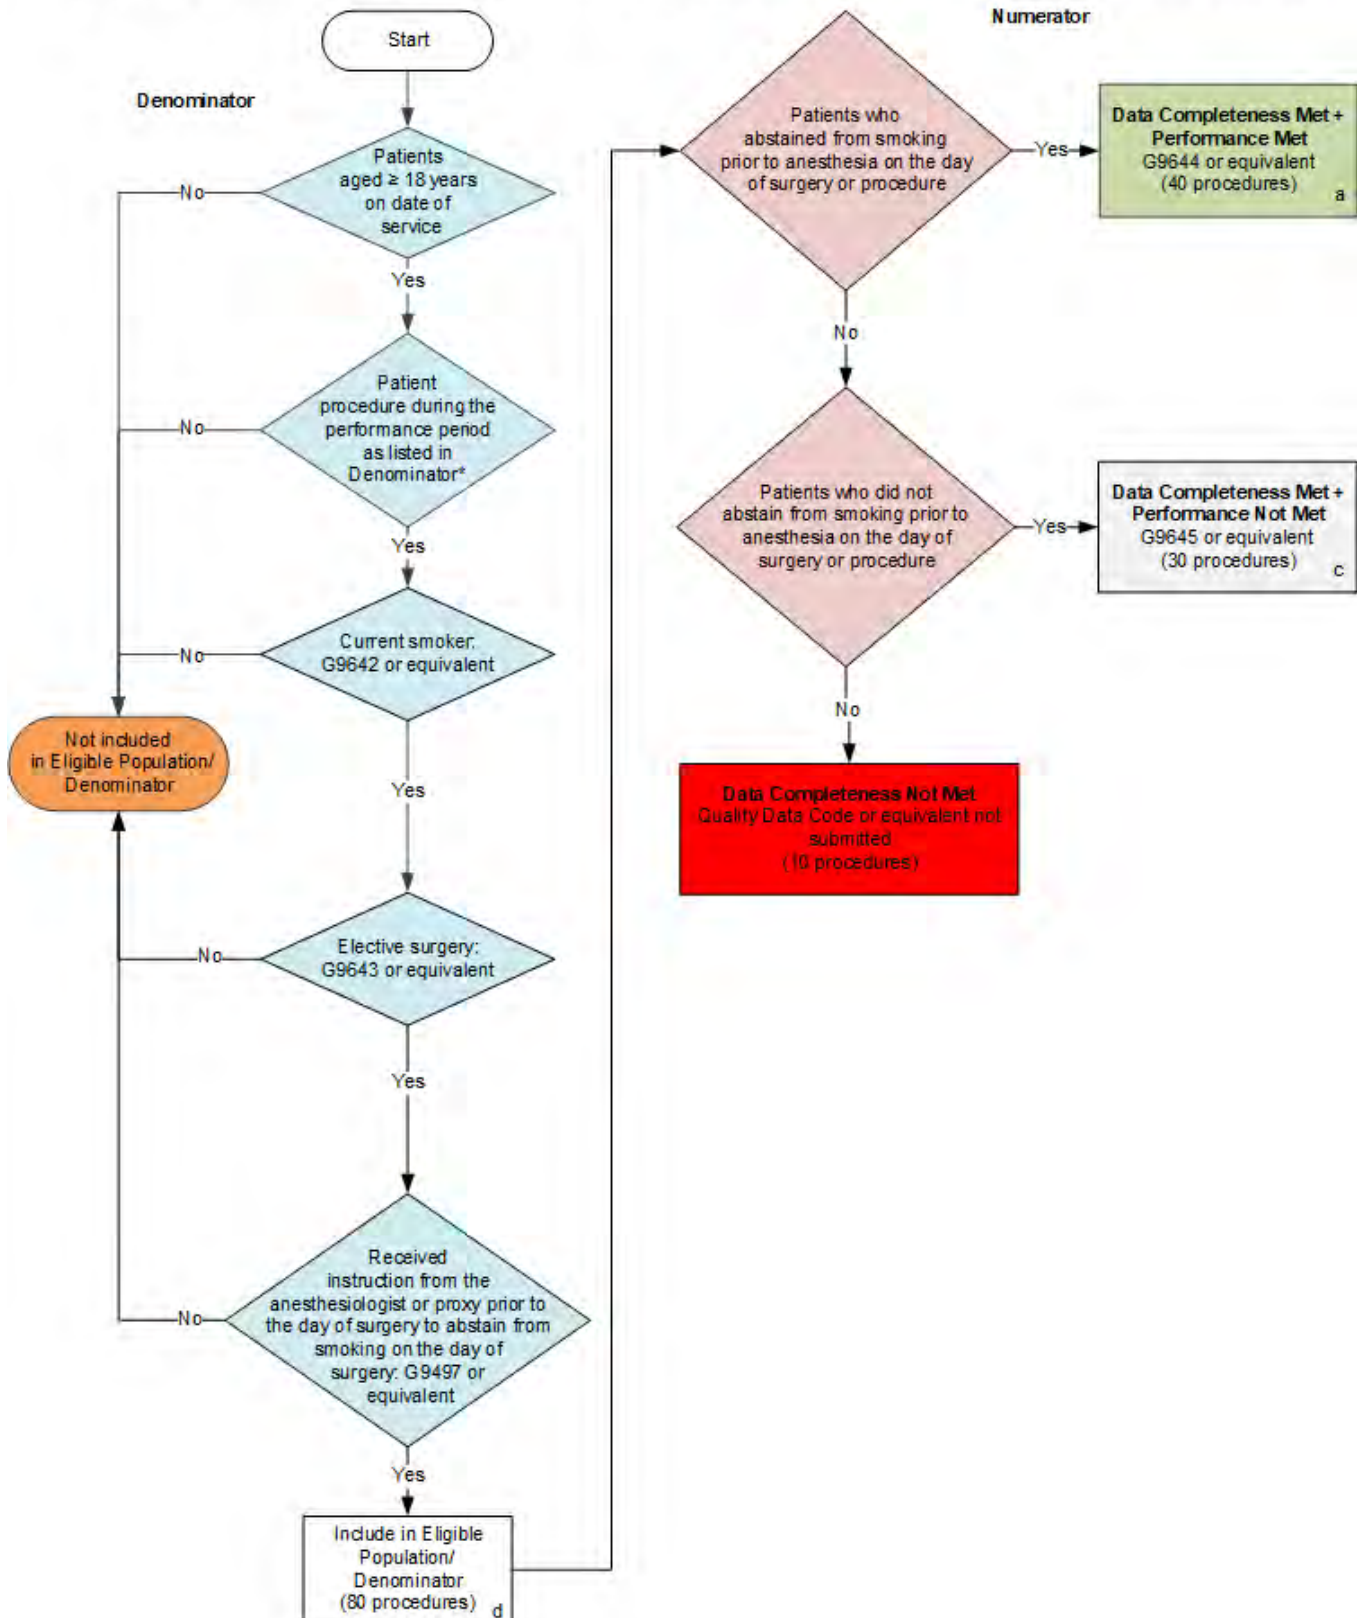 Start
Denominator
Patients
aged ≥ 18 years
on date of
service
No
Yes
Patient
procedure during the
performance period
as listed in
Denominator*
No
Yes
Current smoker:
G9642 or equivalent
No
Not included
in Eligible Population/
Denominator
Yes
Elective surgery:
G9643 or equivalent
No
Yes
Received
instruction from the
anesthesiologist or proxy prior to
the day of surgery to abstain from
smoking on the day of
surgery: G9497 or
equivalent
No
Yes
Include in Eligible
Population/
Denominator
(80 procedures)
d
Numerator
Patients who
abstained from smoking
prior to anesthesia on the day
of surgery or procedure
Yes
Data Completeness Met +
Performance Met
G9644 or equivalent
(40 procedures)
a
No
Patients who did not
abstain from smoking prior to
anesthesia on the day of
surgery or procedure
Yes
Data Completeness Met +
Performance Not Met
G9645 or equivalent
(30 procedures)
c
No
Data Completeness Not Met
Quality Data Code or equivalent not
submitted
(10 procedures)